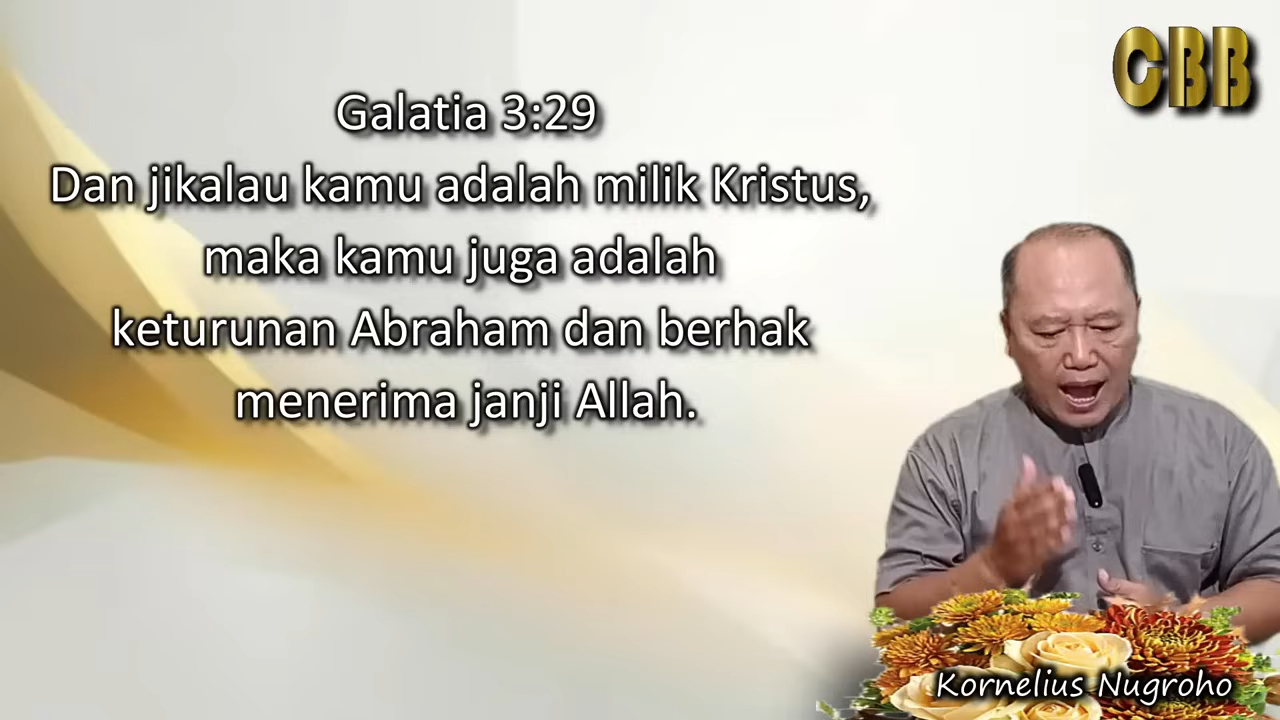 CBB
Galatia 3:29
Dan jikalau kamu adalah milik Kristus,
maka kamu juga adalah
keturunan Abraham dan berhak
menerima janji Allah.
Kornelius Nugroho